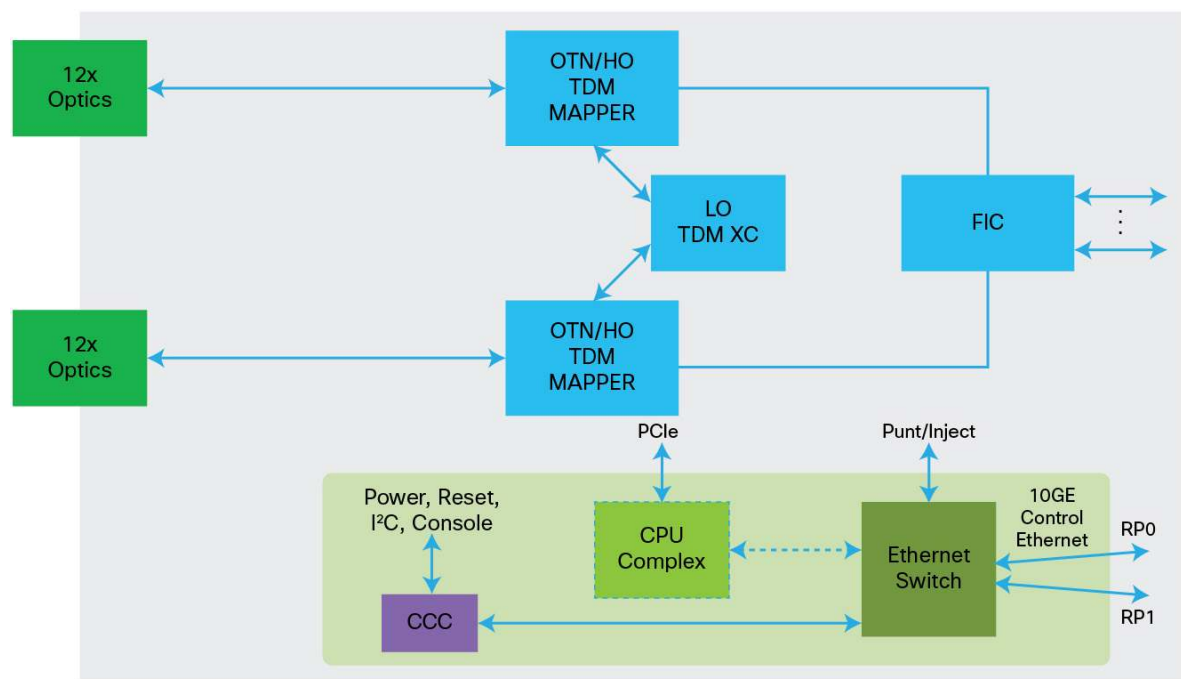 12x
Optics
OTN/HO
TDM
MAPPER
LO
TDM XC
FIC
12x
Optics
OTN/HO
TDM
MAPPER
PCIe
Punt/Inject
Power, Reset,
I²C, Console
CPU
Complex
Ethernet
Switch
10GE
Control
Ethernet
RP0
RP1
CCC